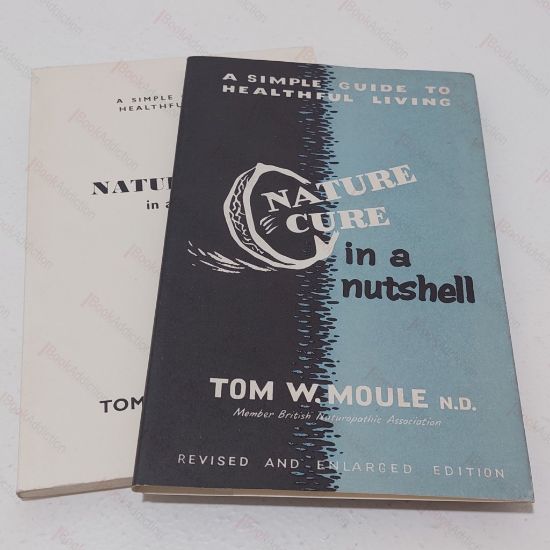 A SIMPLE GUIDE TO
HEALTHFUL LIVING
NATURE
CURE
in a
nutshell
TOM W. MOULE N.D.
Member British Naturopathic Association
REVISED AND ENLARGED EDITION
A SIMPLE
HEALTHFU
NATU
in a
TOM
BookAddiction